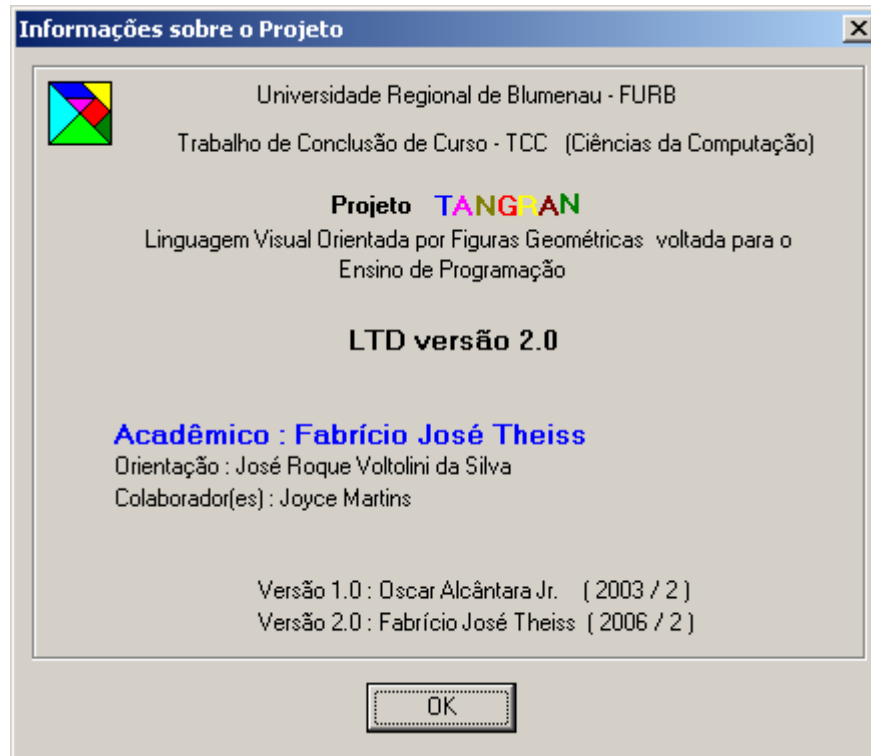 Informações sobre o Projeto
Universidade Regional de Blumenau - FURB
Trabalho de Conclusão de Curso - TCC (Ciências da Computação)
Projeto TANGRAN
Linguagem Visual Orientada por Figuras Geométricas voltada para o
Ensino de Programação
LTD versão 2.0
Acadêmico : Fabrício José Theiss
Orientação : José Roque Voltolini da Silva
Colaborador(es) : Joyce Martins
Versão 1.0 : Oscar Alcântara Jr. ( 2003 / 2 )
Versão 2.0 : Fabrício José Theiss ( 2006 / 2 )
OK